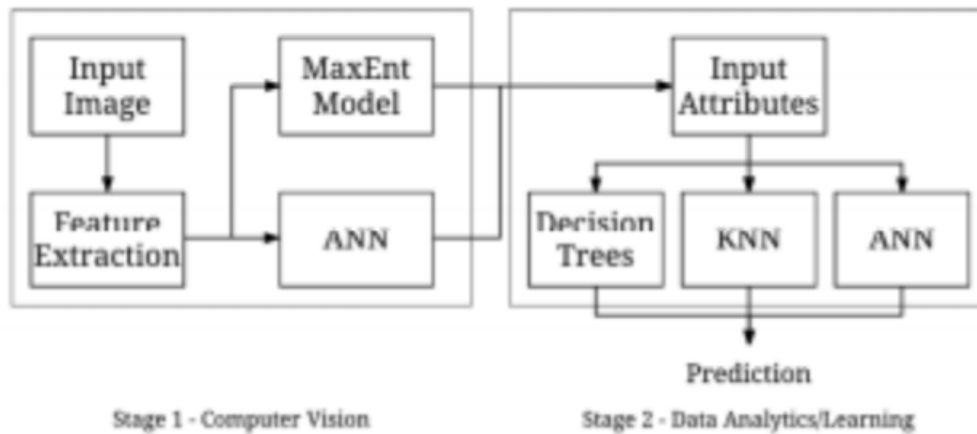 Input
Image
MaxEnt
Model
Input
Attributes
Feature
Extraction
ANN
Decision
Trees
KNN
ANN
Prediction
Stage 1 - Computer Vision
Stage 2 - Data Analytics/Learning